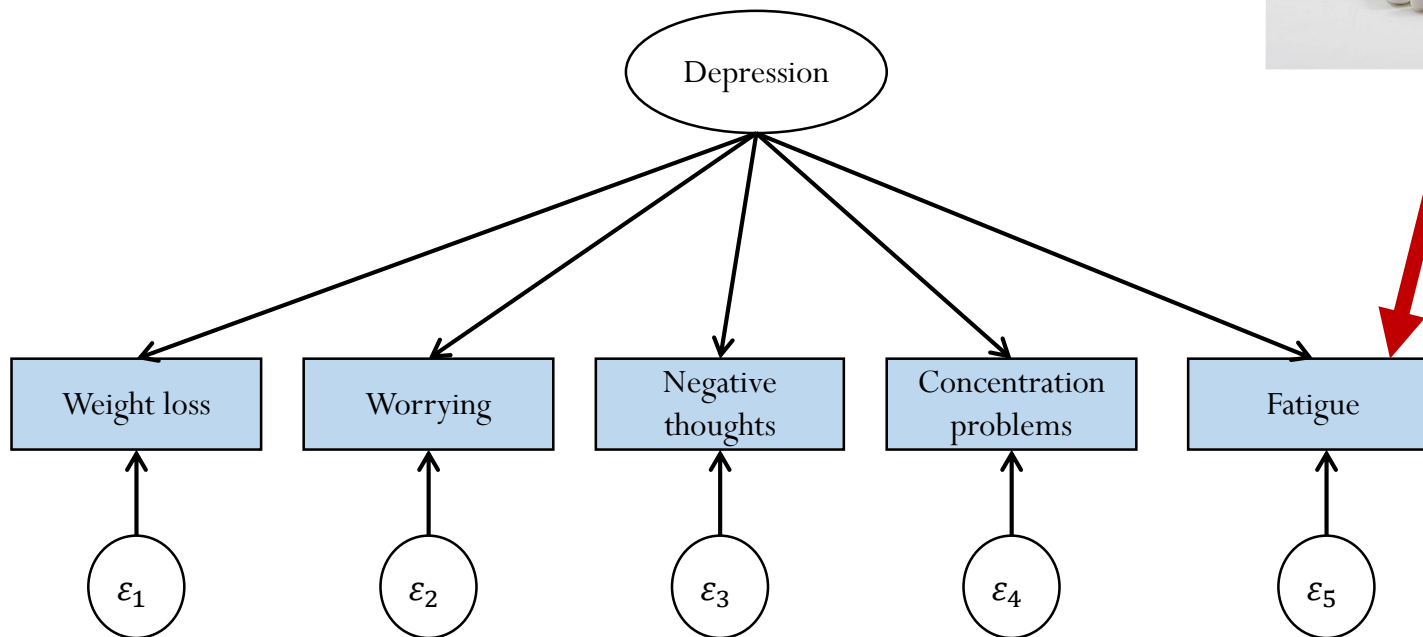 Depression
Weight loss
Worrying
Negative
thoughts
Concentration
problems
Fatigue
ε₁
ε₂
ε₃
ε₄
ε₅